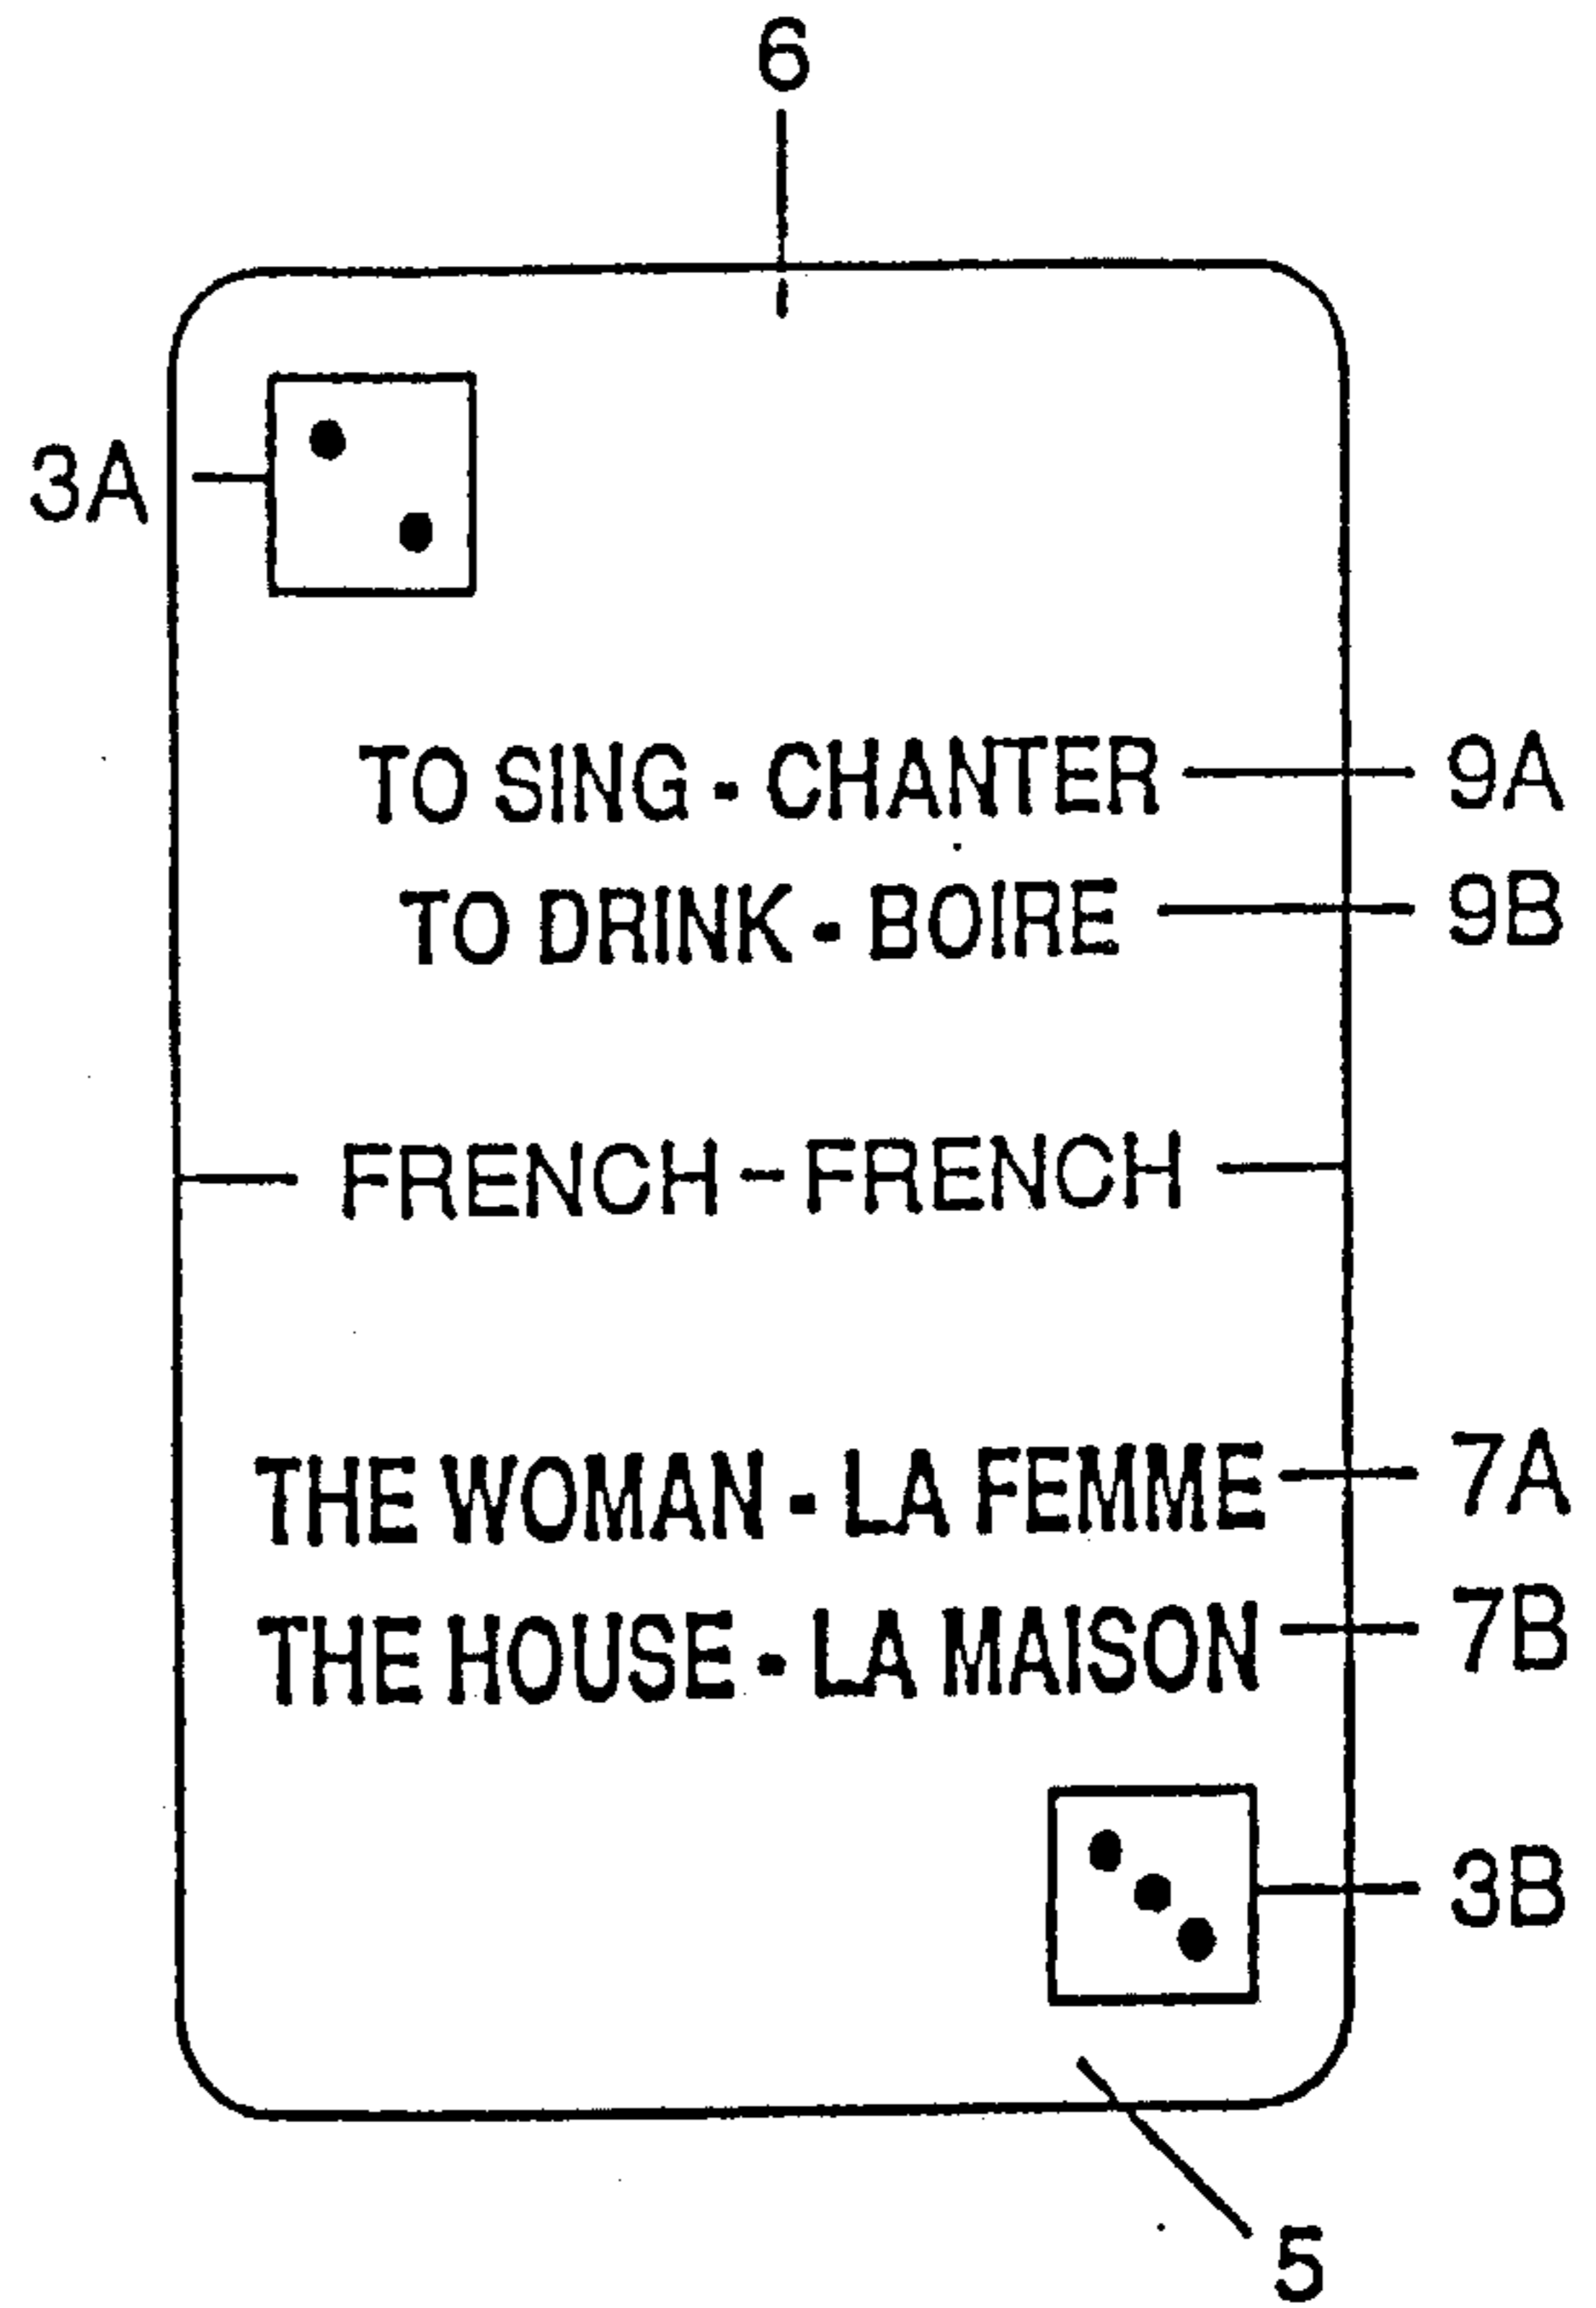 6
3A
TO SING - CHANTER 9A
TO DRINK - BOIRE 9B
FRENCH - FRENCH
THE WOMAN - LA FEMME 7A
THE HOUSE - LA MAISON 7B
3B
5